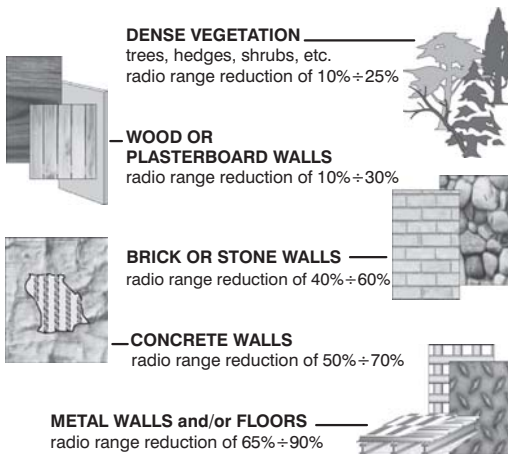 DENSE VEGETATION
trees, hedges, shrubs, etc.
radio range reduction of 10%÷25%
WOOD OR
PLASTERBOARD WALLS
radio range reduction of 10%÷30%
BRICK OR STONE WALLS
radio range reduction of 40%÷60%
CONCRETE WALLS
radio range reduction of 50%÷70%
METAL WALLS and/or FLOORS
radio range reduction of 65%÷90%